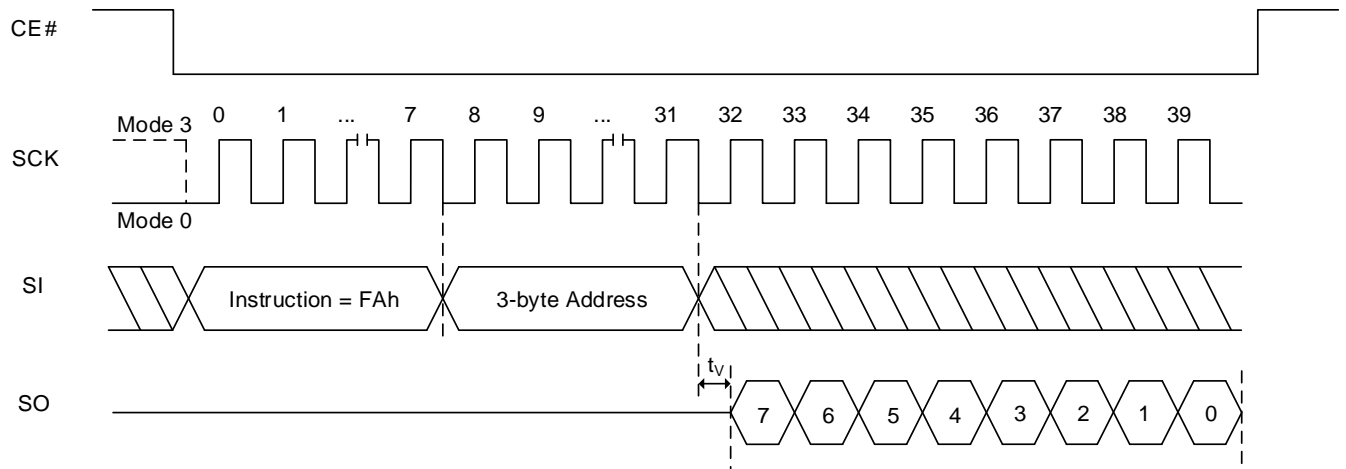 CE#
Mode 3 0 1 ... 7 8 9 ... 31 32 33 34 35 36 37 38 39
SCK
Mode 0
SI
Instruction = FAh 3-byte Address
tV
SO
7 6 5 4 3 2 1 0